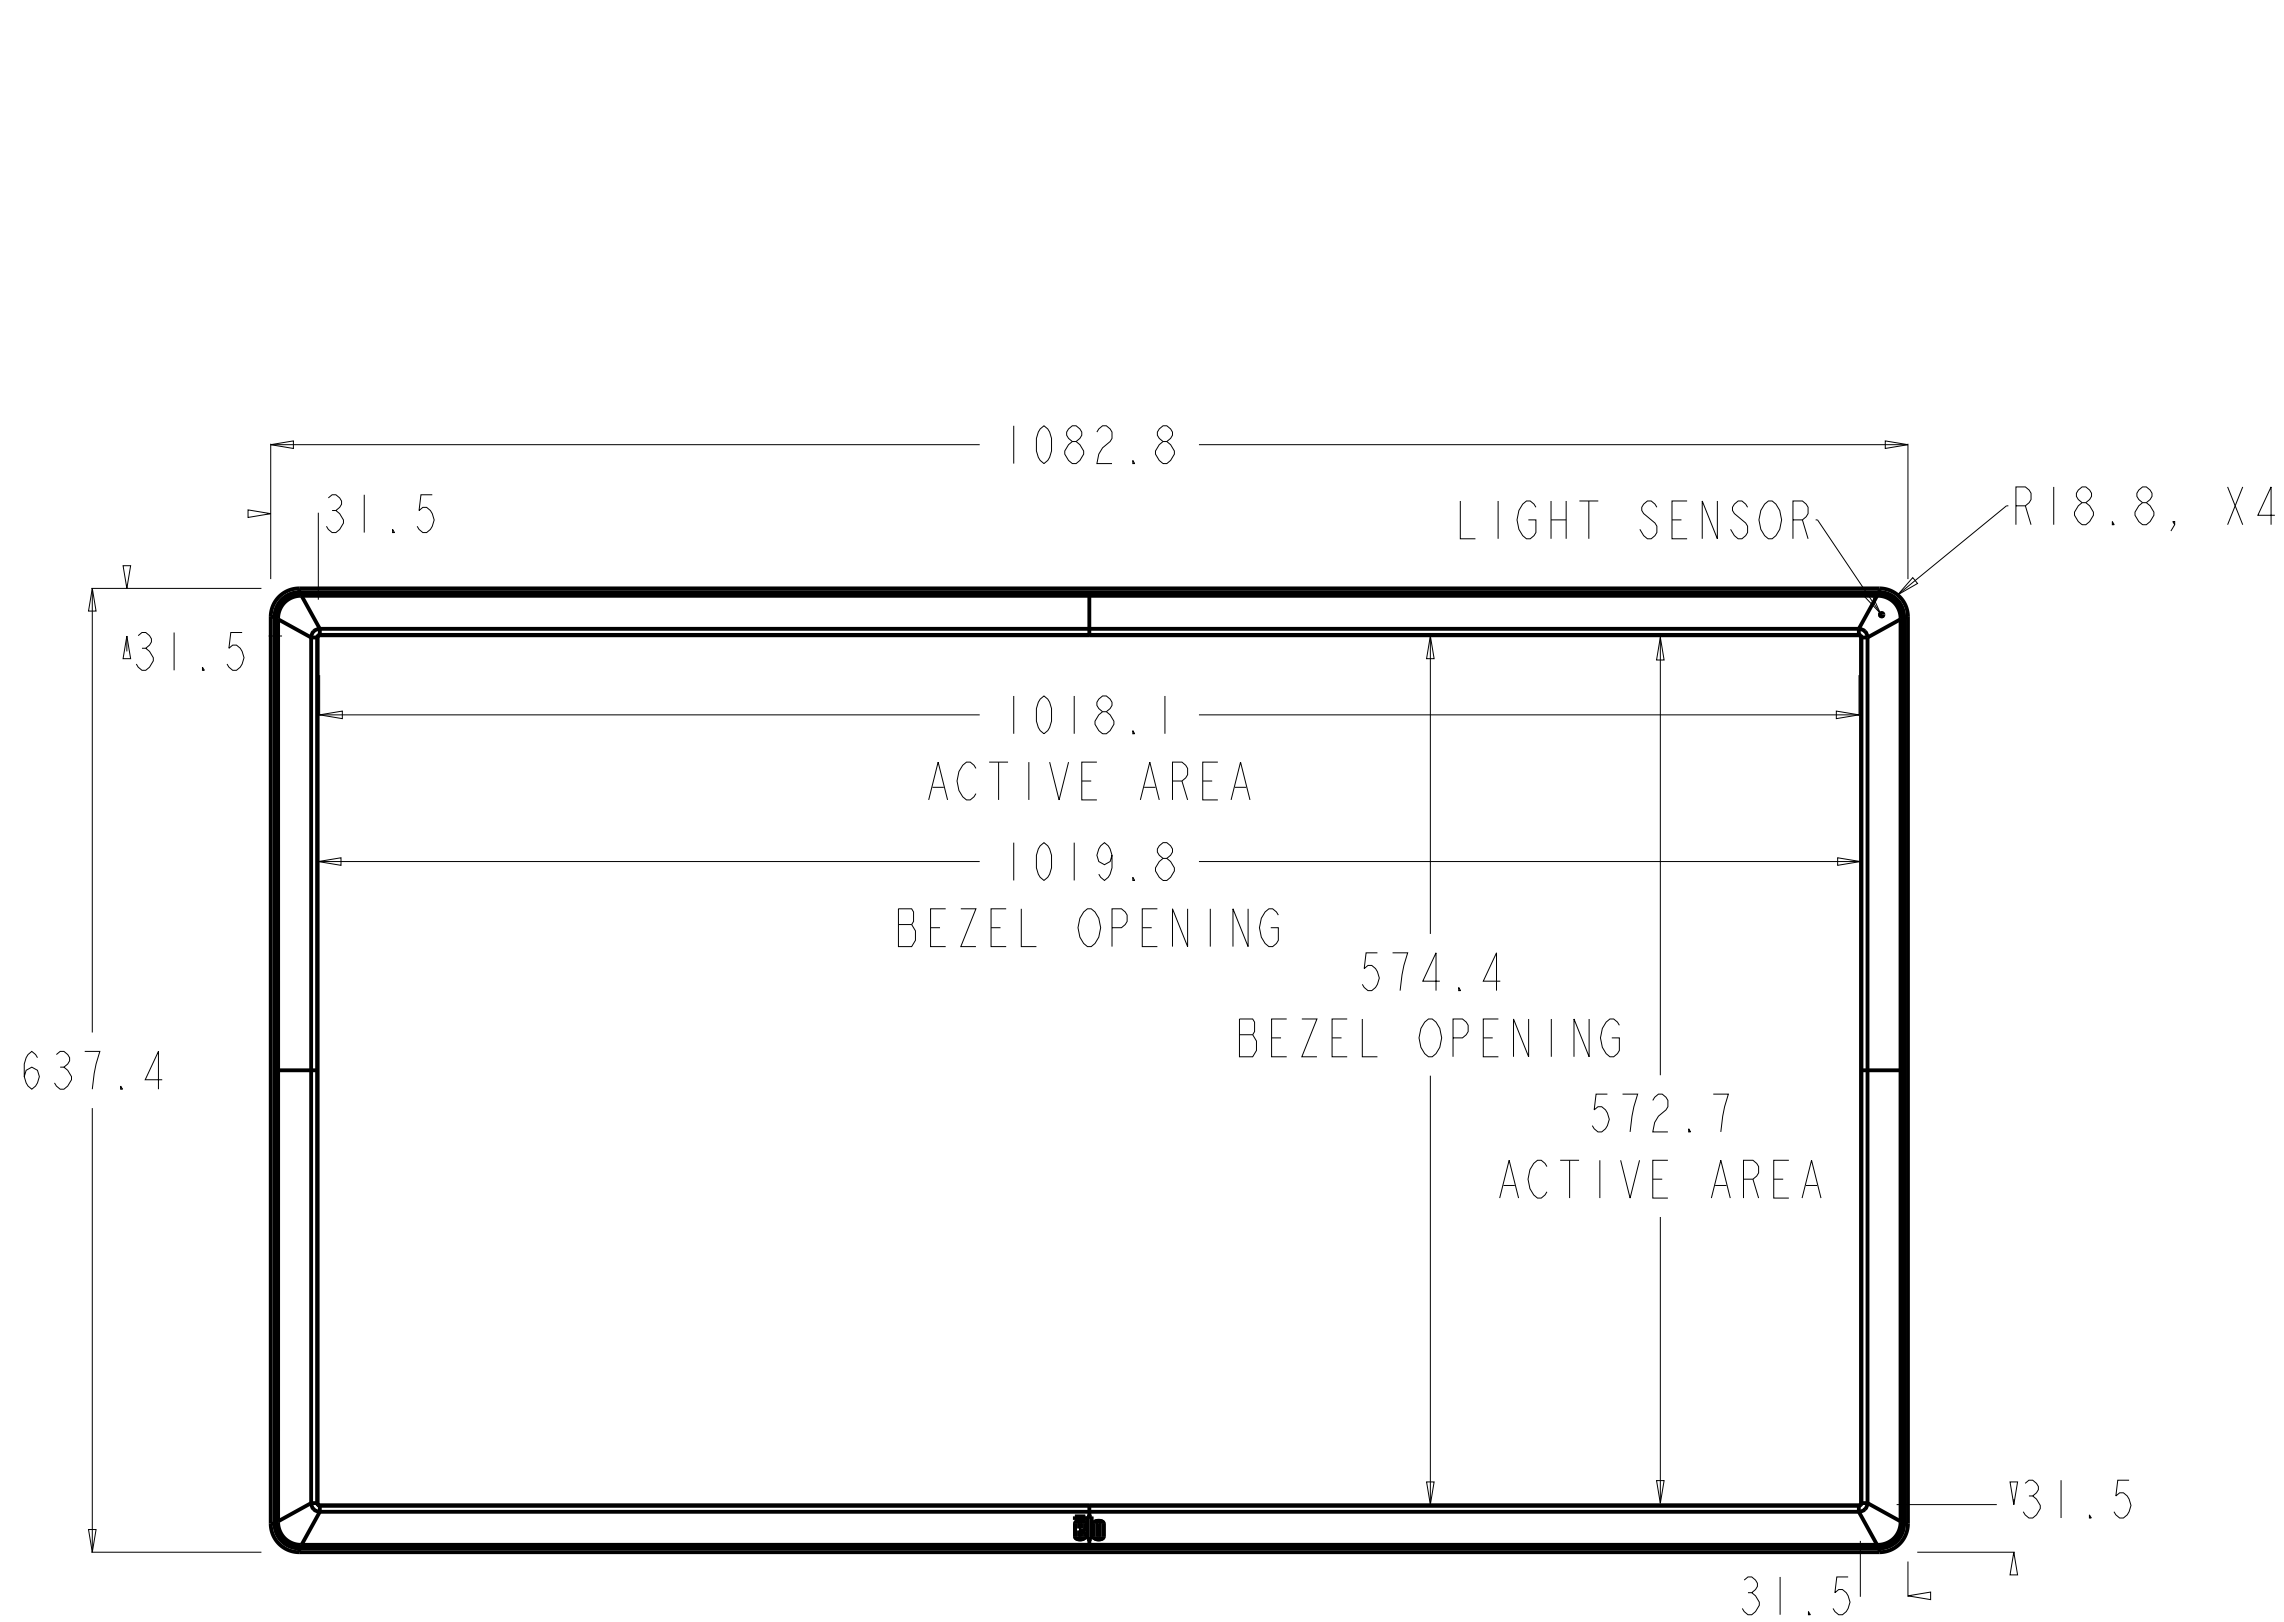 1082.8
31.5
LIGHT SENSOR
R18.8, X4
31.5
1018.1
ACTIVE AREA
1019.8
BEZEL OPENING
574.4
BEZEL OPENING
637.4
572.7
ACTIVE AREA
31.5
31.5